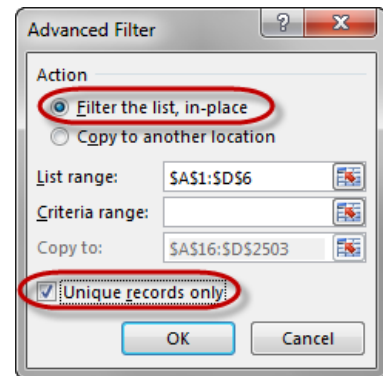 Advanced Filter
?
Action
Filter the list, in-place
Copy to another location
List range: $A$1:$D$6
Criteria range:
Copy to: $A$16:$D$2503
Unique records only
OK Cancel